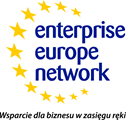 enterprise
europe
network
Wsparcie dla biznesu w zasięgu ręki